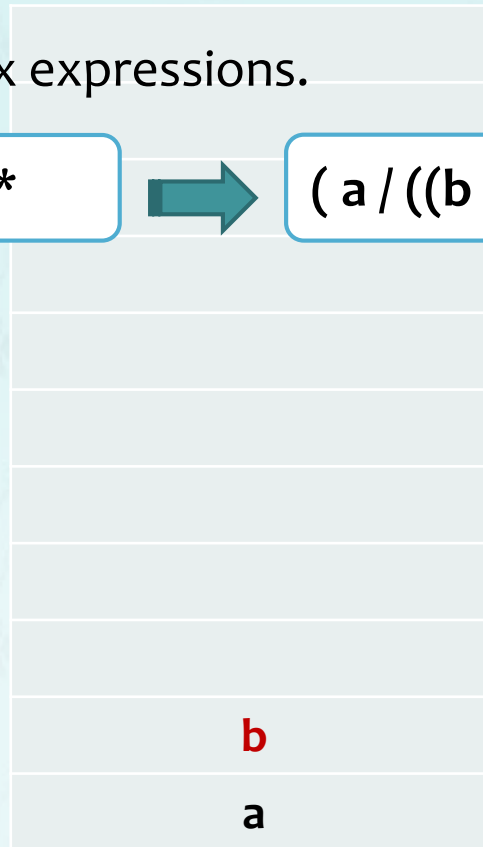 x expressions.
* ( a / ((b
b
a